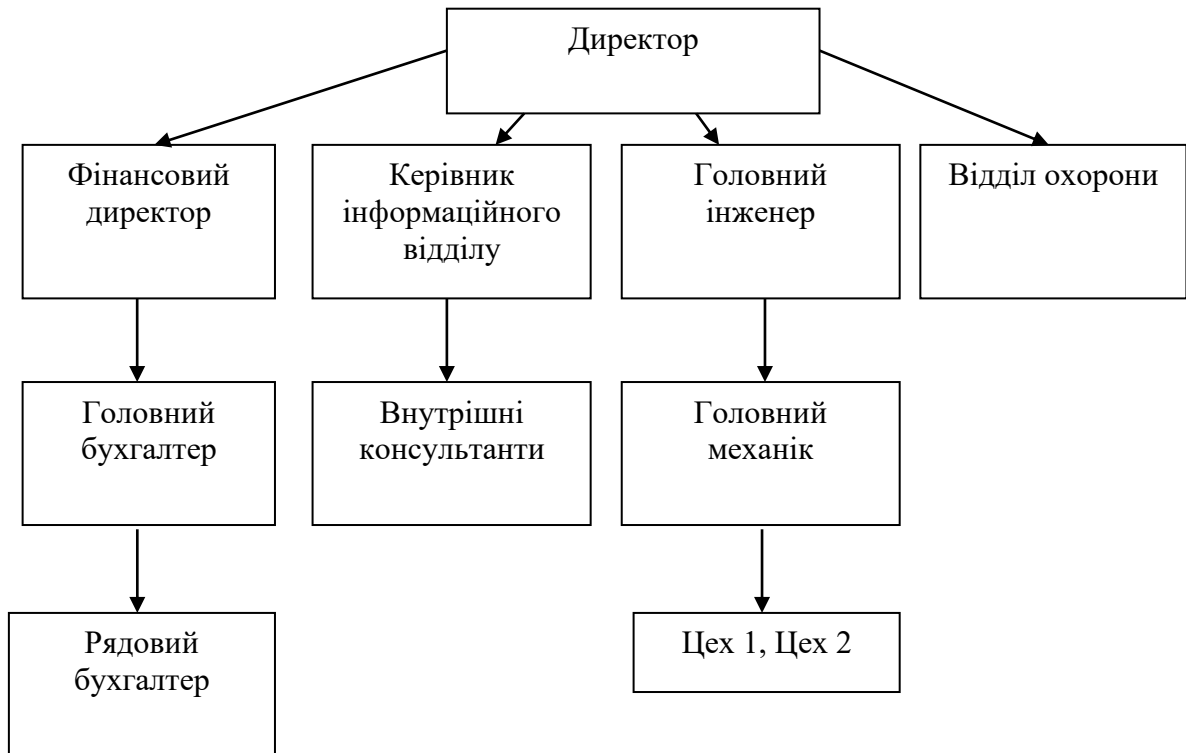 Директор
Фінансовий
директор
Керівник
інформаційного
відділу
Головний
інженер
Відділ охорони
Головний
бухгалтер
Внутрішні
консультанти
Головний
механік
Рядовий
бухгалтер
Цех 1, Цех 2